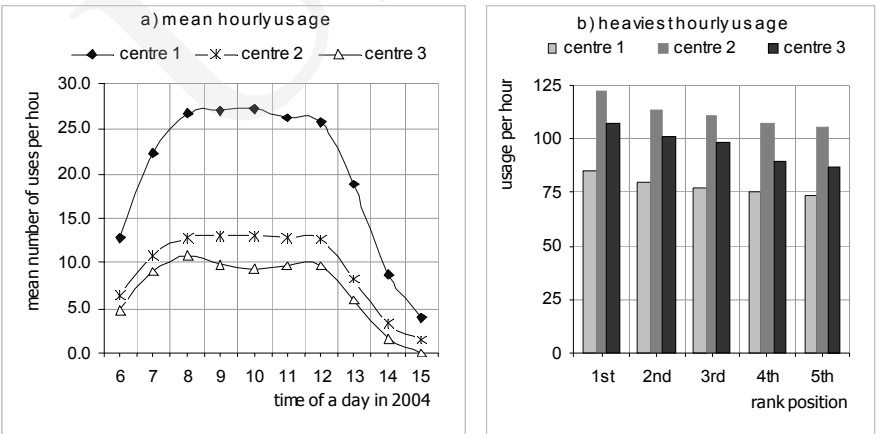 a) mean hourly usage
centre 1 centre 2 centre 3
mean number of uses per hou
30.0
25.0
20.0
15.0
10.0
5.0
0.0
6 7 8 9 10 11 12 13 14 15
time of a day in 2004
b) heaviest hourly usage
centre 1 centre 2 centre 3
usage per hour
125
100
75
50
25
0
1st 2nd 3rd 4th 5th
rank position